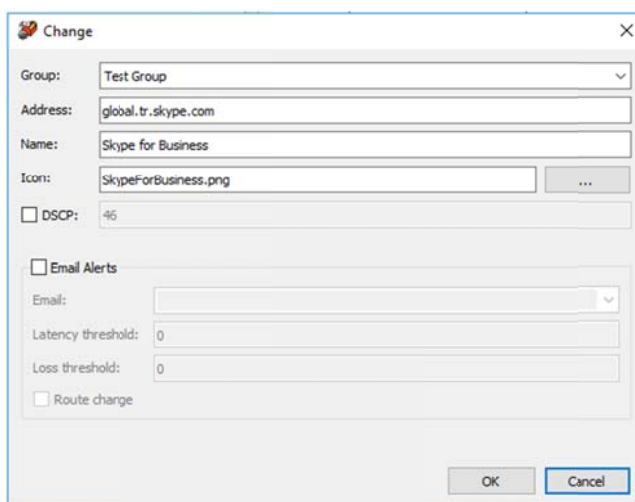 Change
Group: Test Group
Address: global.tr.skype.com
Name: Skype for Business
Icon: SkypeForBusiness.png ...
DSCP: 46
Email Alerts
Email:
Latency threshold: 0
Loss threshold: 0
Route change
OK Cancel